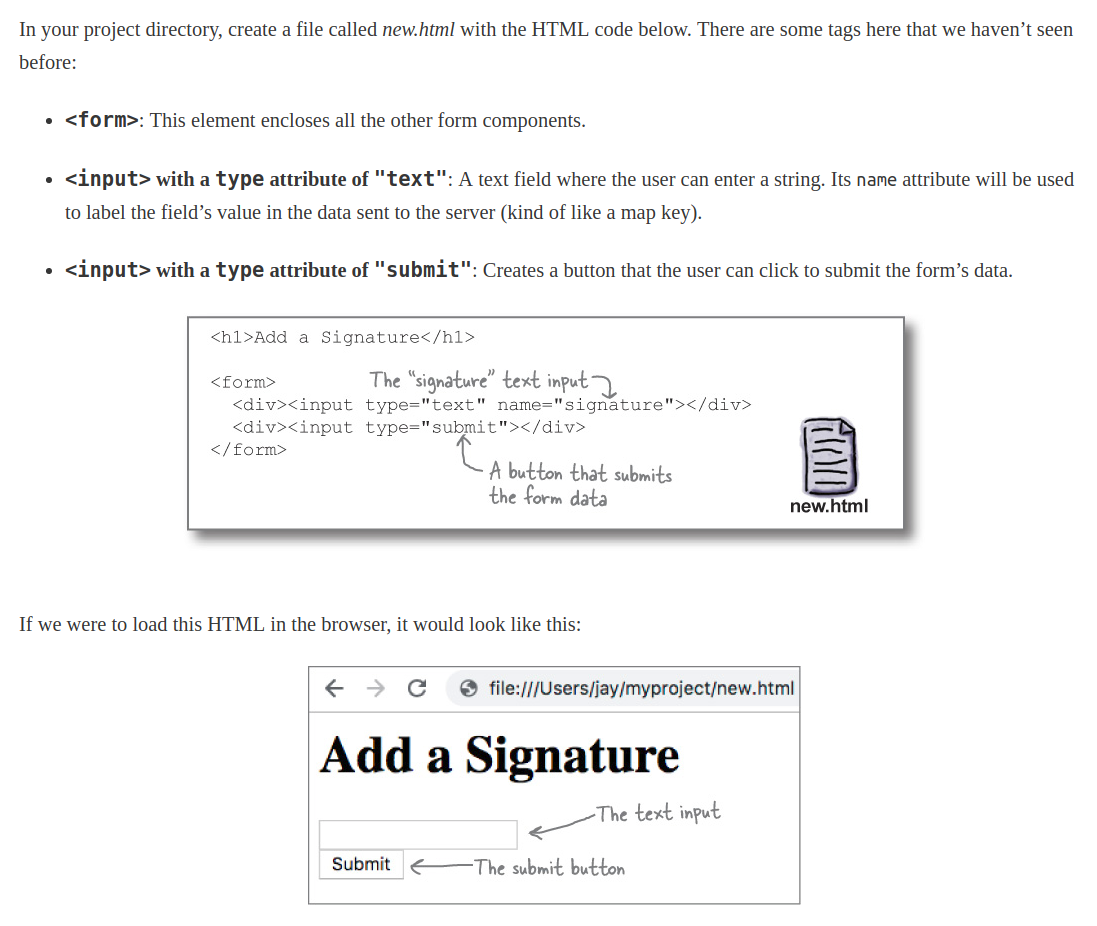 In your project directory, create a file called new.html with the HTML code below. There are some tags here that we haven’t seen
before:
• <form>: This element encloses all the other form components.
• <input> with a type attribute of "text": A text field where the user can enter a string. Its name attribute will be used
to label the field’s value in the data sent to the server (kind of like a map key).
• <input> with a type attribute of "submit": Creates a button that the user can click to submit the form’s data.
<h1>Add a Signature</h1>
<form>
The “signature” text input
<div><input type="text" name="signature"></div>
<div><input type="submit"></div>
</form>
A button that submits
the form data
new.html
If we were to load this HTML in the browser, it would look like this:
file:///Users/jay/myproject/new.html
Add a Signature
The text input
Submit
The submit button